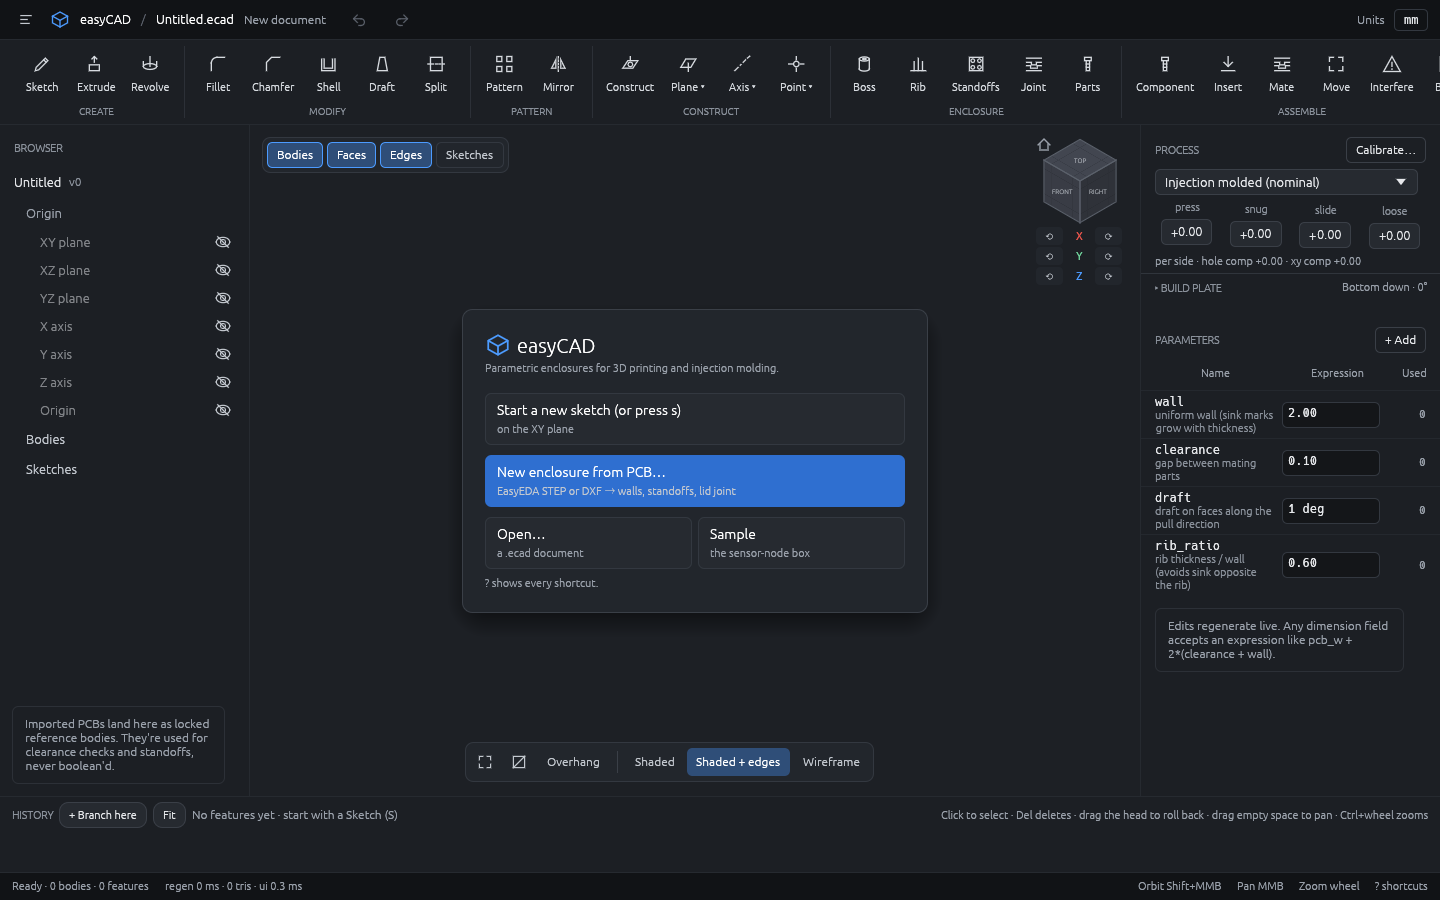 easyCAD / Untitled.ecad New document
Units mm
Sketch Extrude Revolve Fillet Chamfer Shell Draft Split Pattern Mirror Construct Plane Axis Point Boss Rib Standoffs Joint Parts Component Insert Mate Move Interfere
CREATE MODIFY PATTERN CONSTRUCT ENCLOSURE ASSEMBLE
BROWSER
Untitled v0
Origin
XY plane
XZ plane
YZ plane
X axis
Y axis
Z axis
Origin
Bodies
Sketches
Imported PCBs land here as locked
reference bodies. They're used for
clearance checks and standoffs,
never boolean'd.
Bodies Faces Edges Sketches
TOP
FRONT RIGHT
X
Y
Z
easyCAD
Parametric enclosures for 3D printing and injection molding.
Start a new sketch (or press s)
on the XY plane
New enclosure from PCB...
EasyEDA STEP or DXF → walls, standoffs, lid joint
Open...
a .ecad document
Sample
the sensor-node box
? shows every shortcut.
Overhang Shaded Shaded + edges Wireframe
PROCESS Calibrate...
Injection molded (nominal)
press snug slide loose
+0.00 +0.00 +0.00 +0.00
per side · hole comp +0.00 · xy comp +0.00
BUILD PLATE Bottom down · 0°
PARAMETERS + Add
Name Expression Used
wall
uniform wall (sink marks
grow with thickness)
2.00 0
clearance
gap between mating
parts
0.10 0
draft
draft on faces along the
pull direction
1 deg 0
rib_ratio
rib thickness / wall
(avoids sink opposite
the rib)
0.60 0
Edits regenerate live. Any dimension field
accepts an expression like pcb_w +
2*(clearance + wall).
HISTORY + Branch here Fit No features yet · start with a Sketch (S)
Click to select · Del deletes · drag the head to roll back · drag empty space to pan · Ctrl+wheel zooms
Ready · 0 bodies · 0 features regen 0 ms · 0 tris · ui 0.3 ms
Orbit Shift+MMB Pan MMB Zoom wheel ? shortcuts